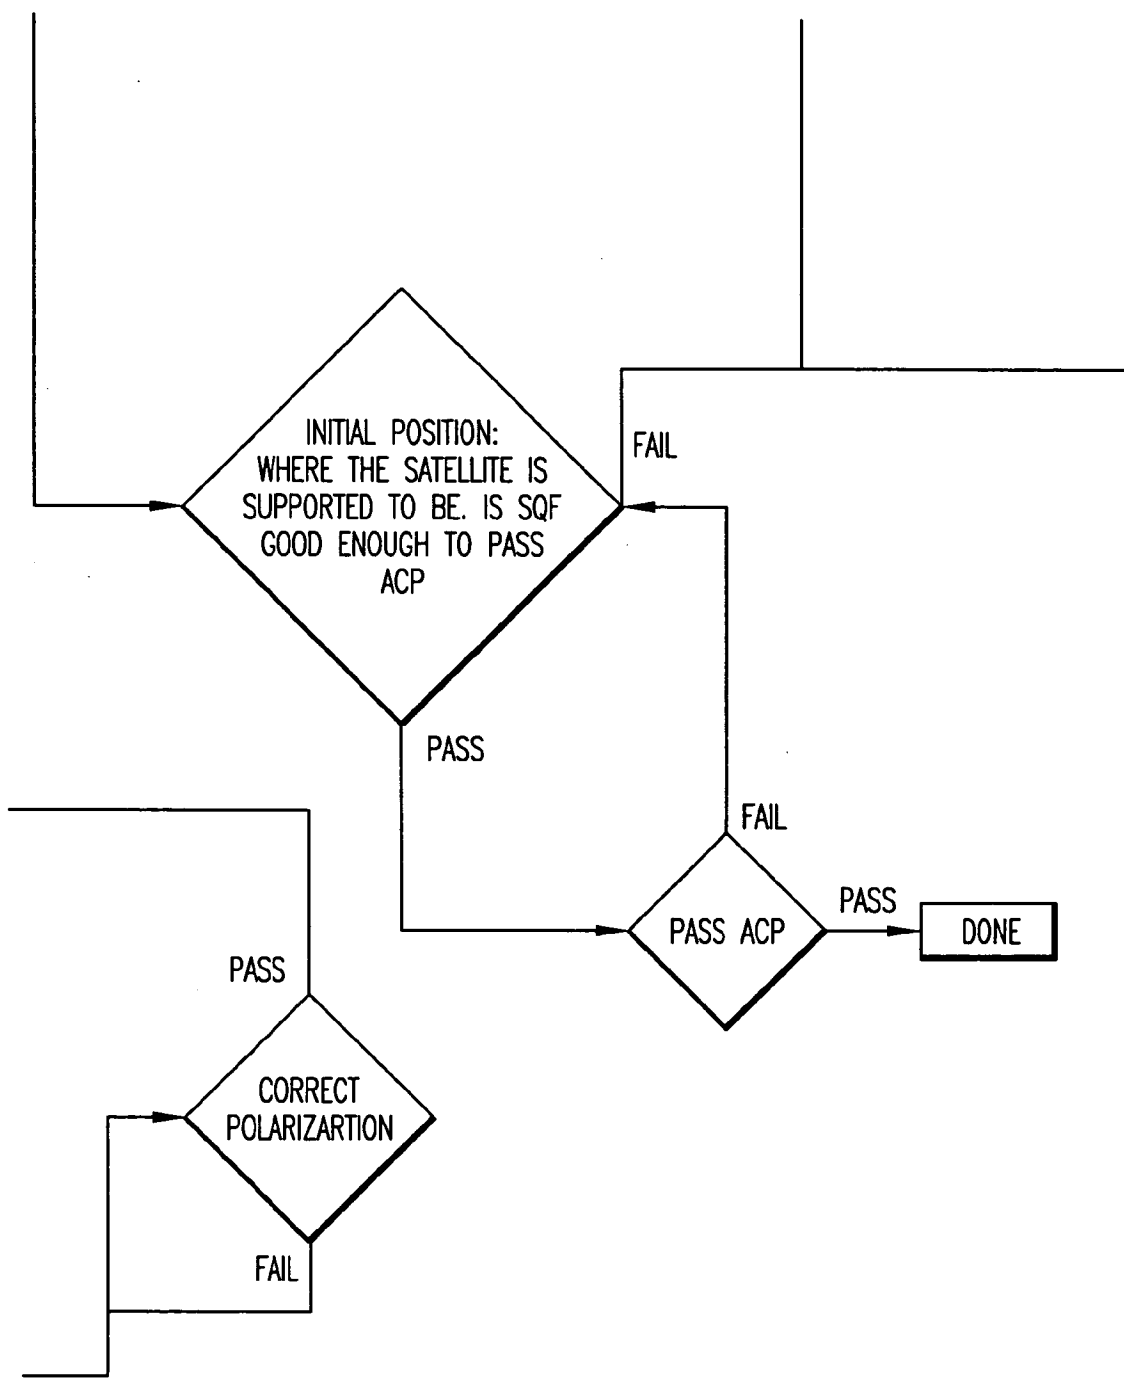 INITIAL POSITION:
WHERE THE SATELLITE IS
SUPPORTED TO BE. IS SQF
GOOD ENOUGH TO PASS
ACP
FAIL
PASS
FAIL
PASS ACP
PASS
DONE
PASS
CORRECT
POLARIZARTION
FAIL